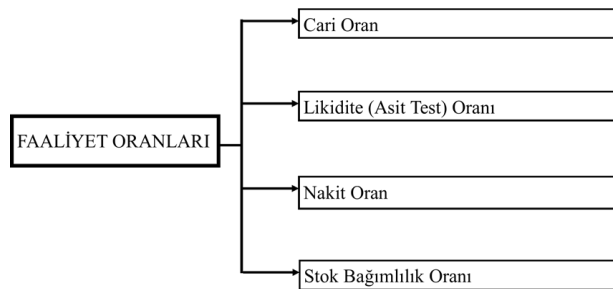 Cari Oran
Likidite (Asit Test) Oranı
FAALİYET ORANLARI
Nakit Oran
Stok Bağımlılık Oranı